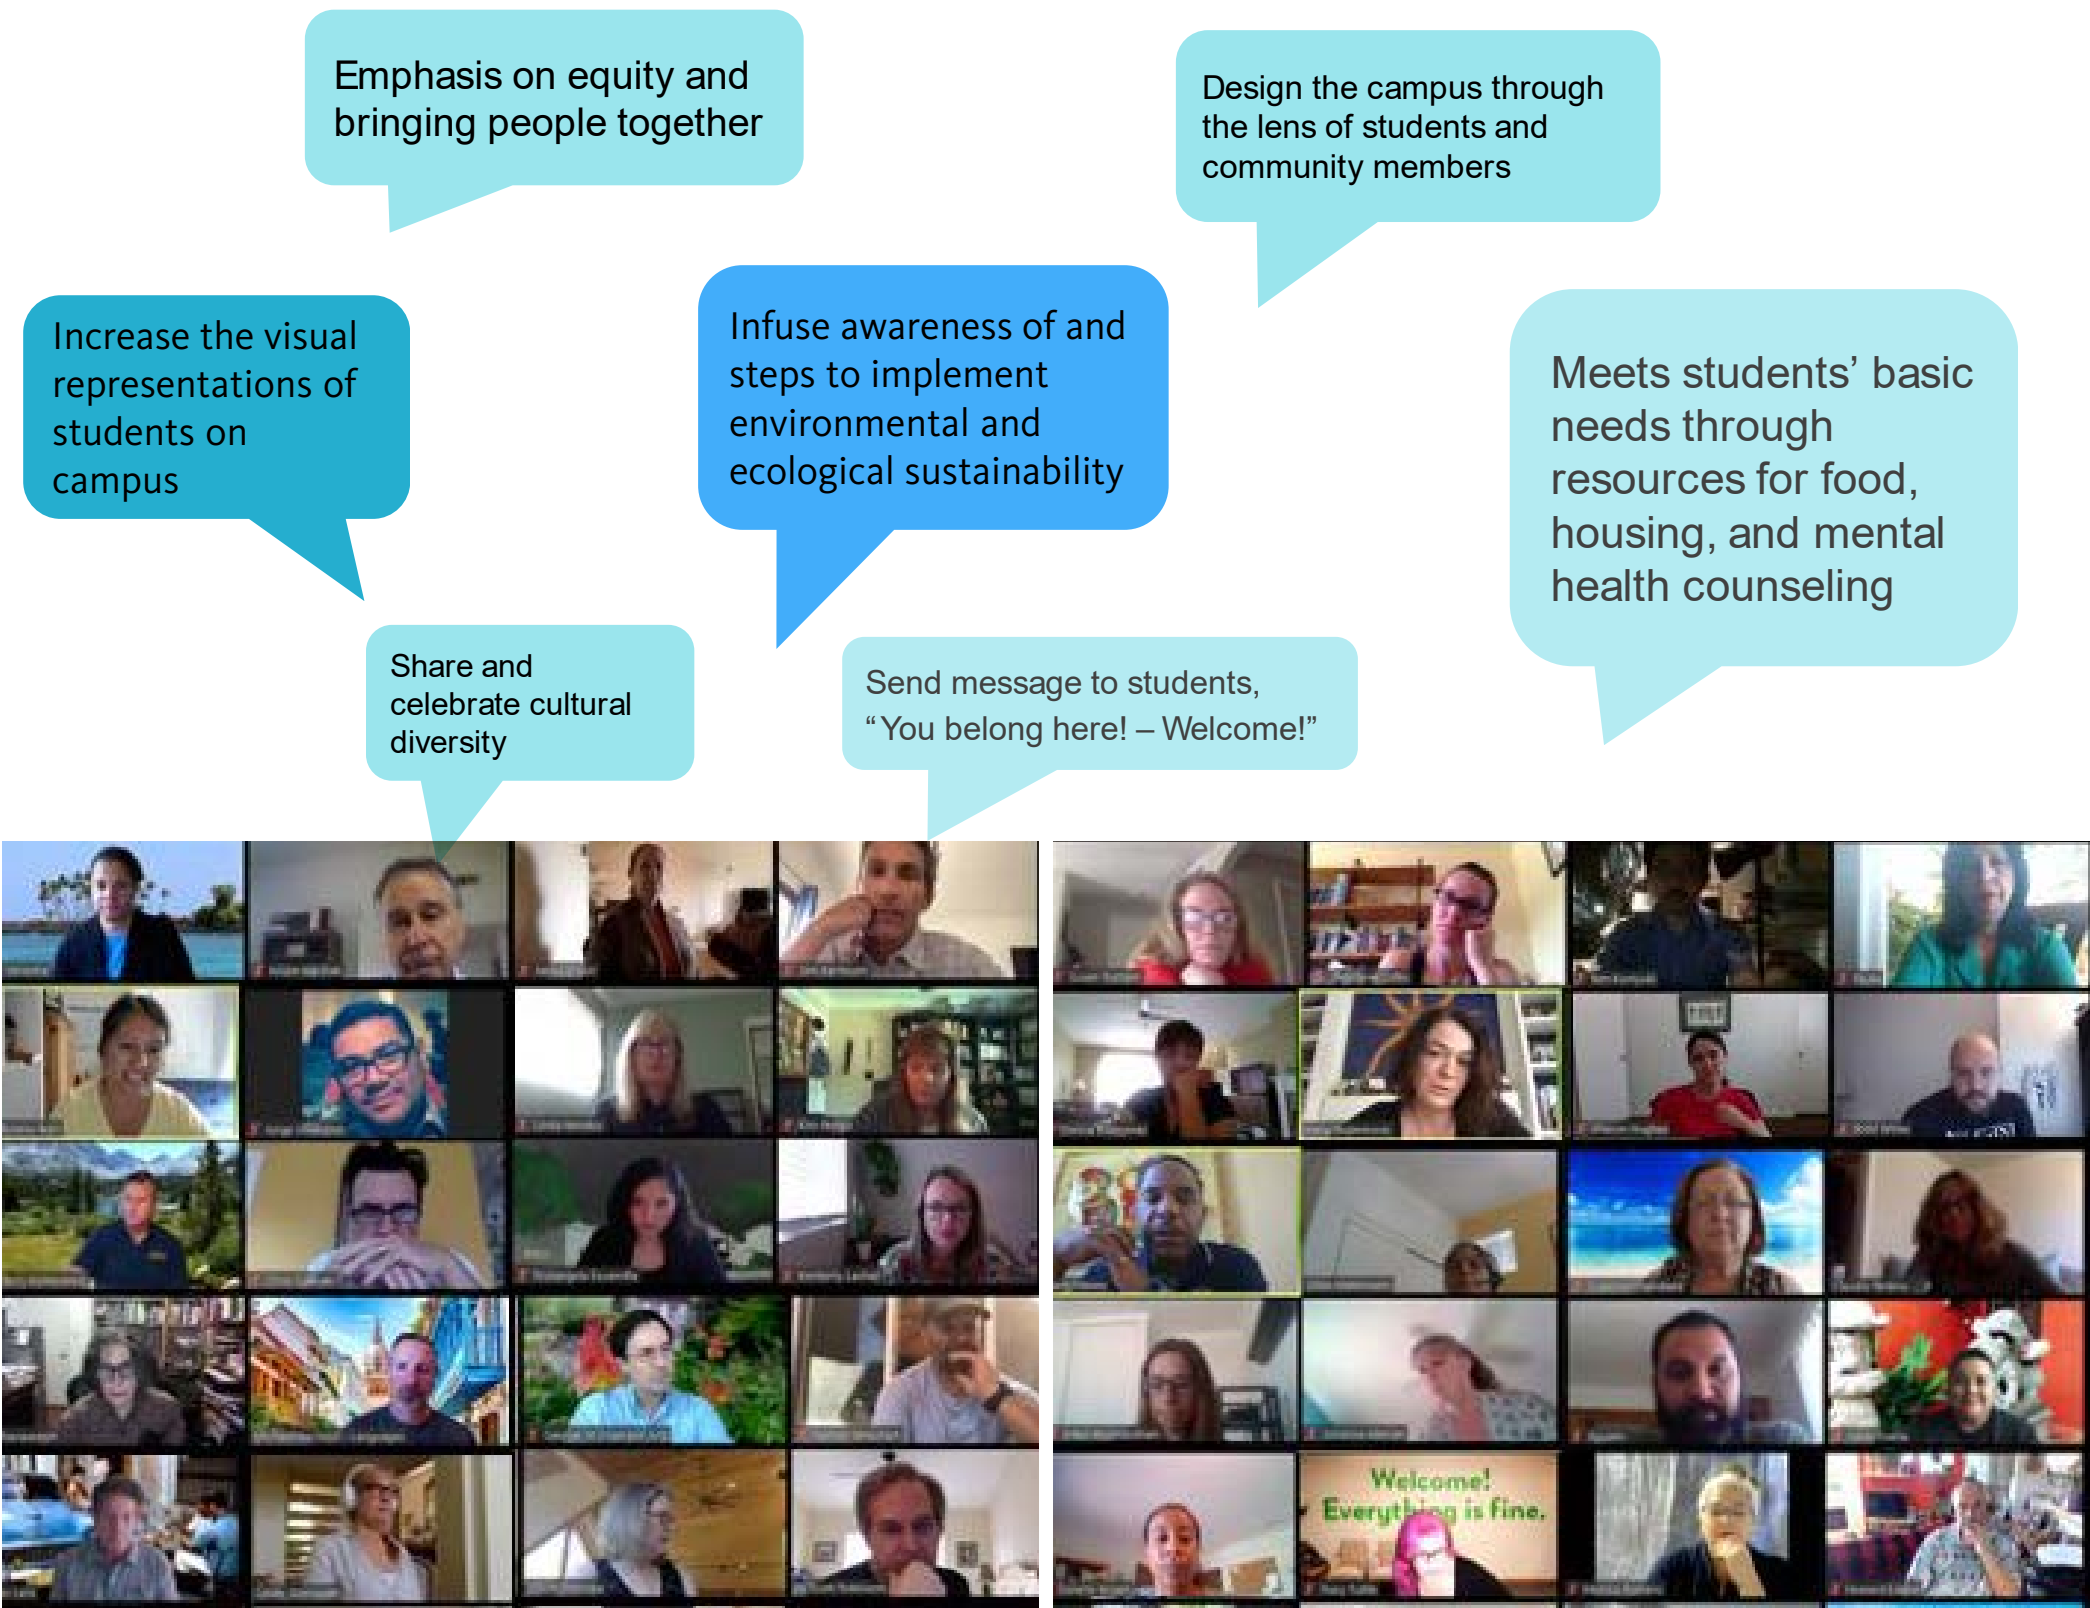 Emphasis on equity and
bringing people together
Design the campus through
the lens of students and
community members
Increase the visual
representations of
students on
campus
Infuse awareness of and
steps to implement
environmental and
ecological sustainability
Meets students’ basic
needs through
resources for food,
housing, and mental
health counseling
Share and
celebrate cultural
diversity
Send message to students,
“You belong here! – Welcome!”
Welcome!
Everything is fine.